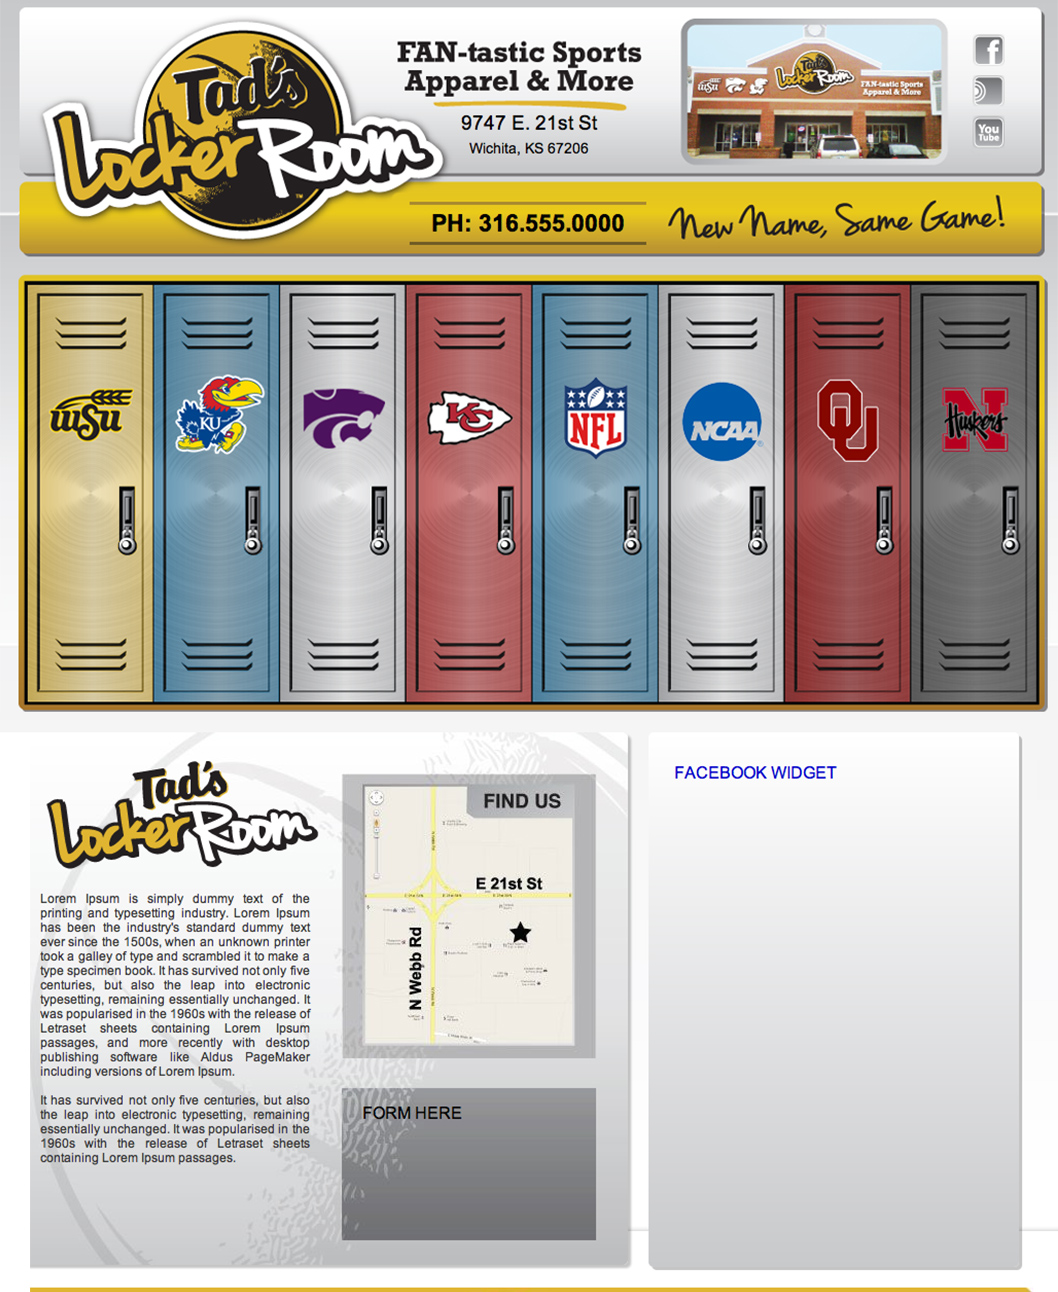 Tad's
Locker Room
™
FAN-tastic Sports
Apparel & More
9747 E. 21st St
Wichita, KS 67206
WSU
Tad's
Locker Room
FAN-tastic Sports
Apparel & More
f
You
Tube
PH: 316.555.0000
New Name, Same Game!
WSU
KU
KC
NFL
NCAA
®
OU
N
Huskers
Tad's
Locker Room
Lorem Ipsum is simply dummy text of the
printing and typesetting industry. Lorem Ipsum
has been the industry's standard dummy text
ever since the 1500s, when an unknown printer
took a galley of type and scrambled it to make a
type specimen book. It has survived not only five
centuries, but also the leap into electronic
typesetting, remaining essentially unchanged. It
was popularised in the 1960s with the release of
Letraset sheets containing Lorem Ipsum
passages, and more recently with desktop
publishing software like Aldus PageMaker
including versions of Lorem Ipsum.
It has survived not only five centuries, but also
the leap into electronic typesetting, remaining
essentially unchanged. It was popularised in the
1960s with the release of Letraset sheets
containing Lorem Ipsum passages.
FIND US
E 21st St
N Webb Rd
FORM HERE
FACEBOOK WIDGET